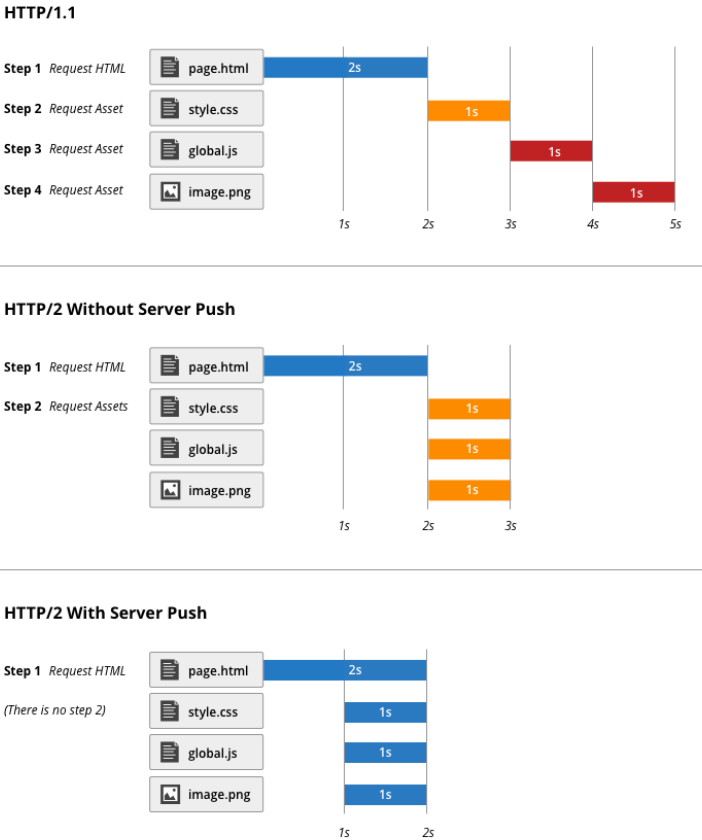 HTTP/1.1
Step 1 Request HTML page.html 2s
Step 2 Request Asset style.css 1s
Step 3 Request Asset global.js 1s
Step 4 Request Asset image.png 1s
1s 2s 3s 4s 5s
HTTP/2 Without Server Push
Step 1 Request HTML page.html 2s
Step 2 Request Assets style.css 1s
global.js 1s
image.png 1s
1s 2s 3s
HTTP/2 With Server Push
Step 1 Request HTML page.html 2s
(There is no step 2) style.css 1s
global.js 1s
image.png 1s
1s 2s